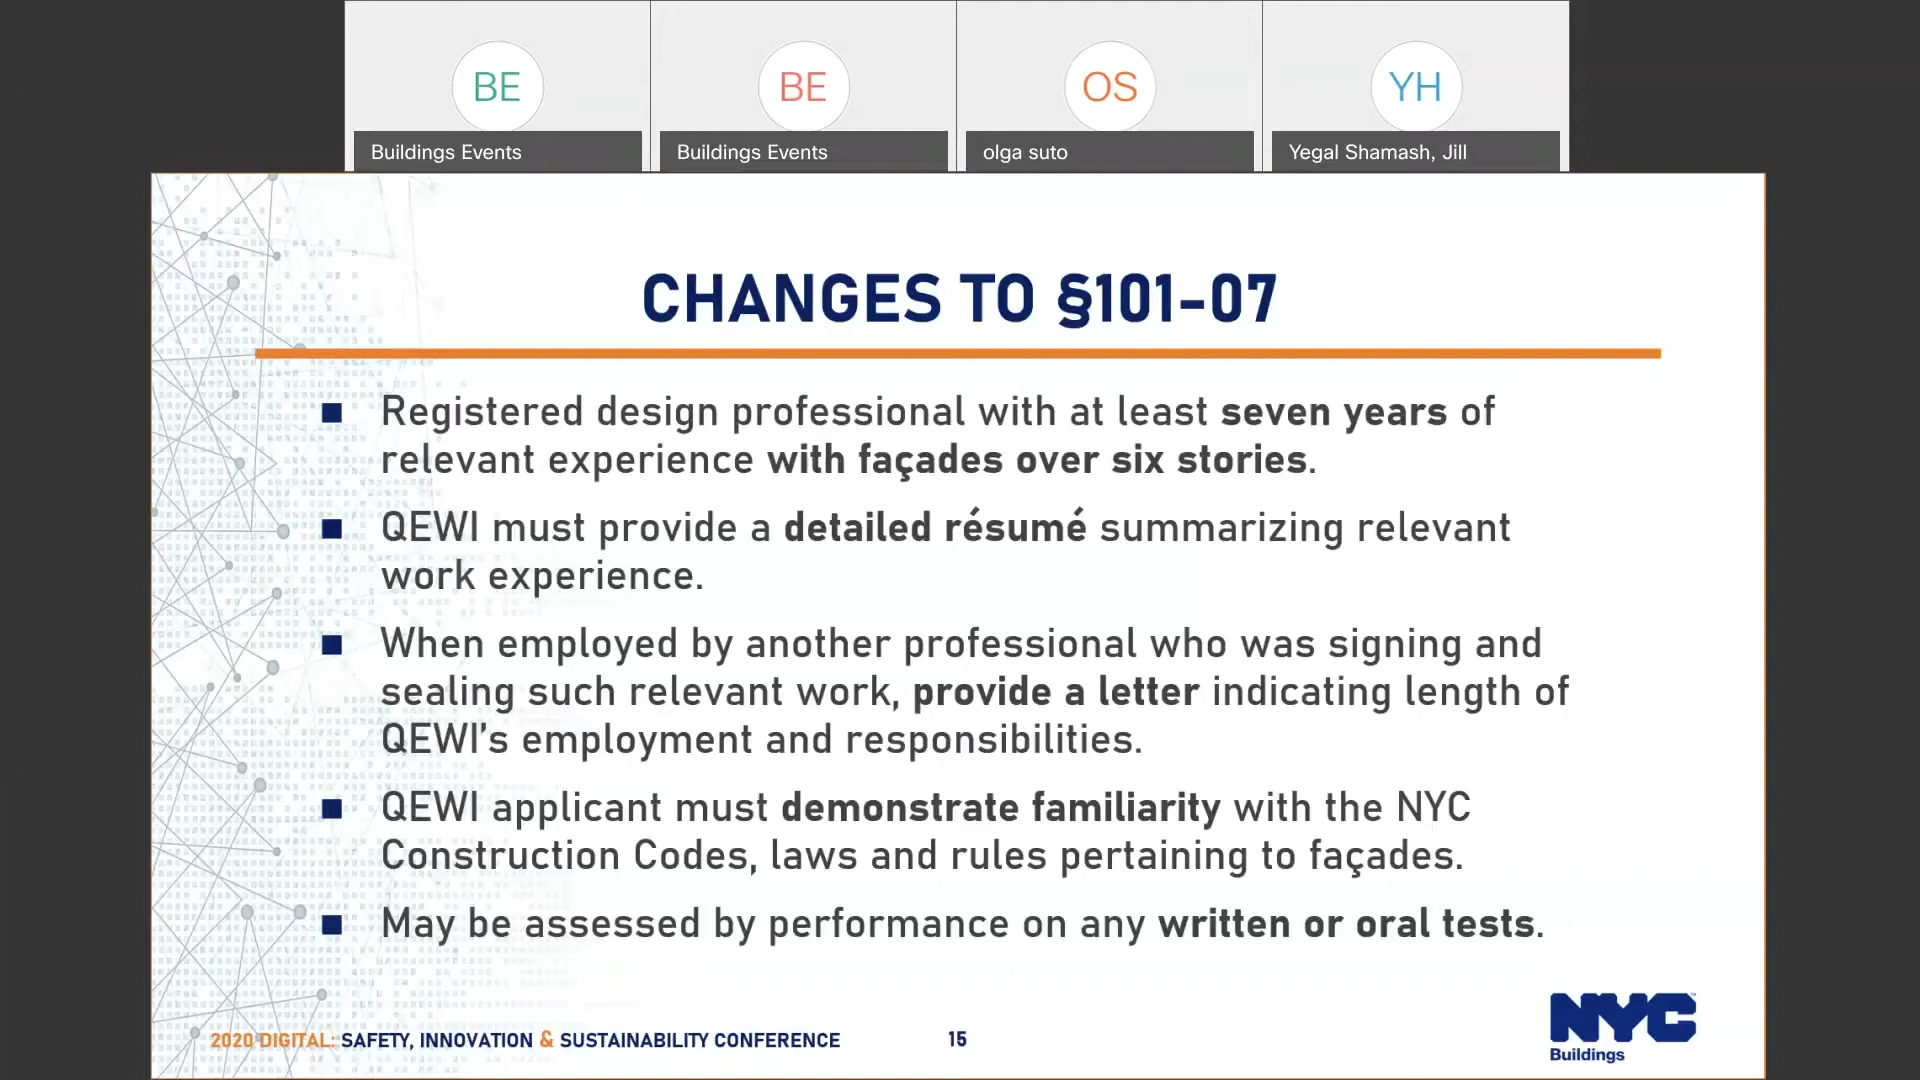 BE
BE
OS
YH
Buildings Events
Buildings Events
olga suto
Yegal Shamash, Jill
CHANGES TO §101-07
Registered design professional with at least seven years of
relevant experience with façades over six stories.
QEWI must provide a detailed résumé summarizing relevant
work experience.
When employed by another professional who was signing and
sealing such relevant work, provide a letter indicating length of
QEWI’s employment and responsibilities.
QEWI applicant must demonstrate familiarity with the NYC
Construction Codes, laws and rules pertaining to façades.
May be assessed by performance on any written or oral tests.
2020 DIGITAL: SAFETY, INNOVATION & SUSTAINABILITY CONFERENCE
15
NYC
Buildings